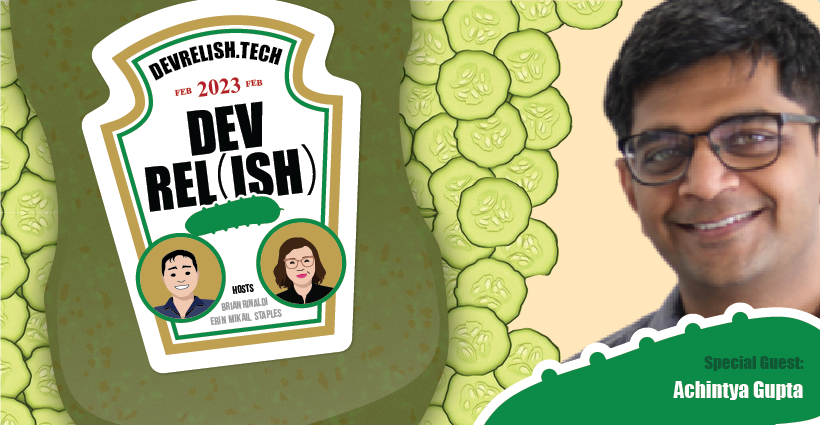 DEVRELISH.TECH
FEB 2023 FEB
DEV
REL(ISH)
HOSTS
BRIAN RINALDI
ERIN MIKAIL STAPLES
Special Guest:
Achintya Gupta